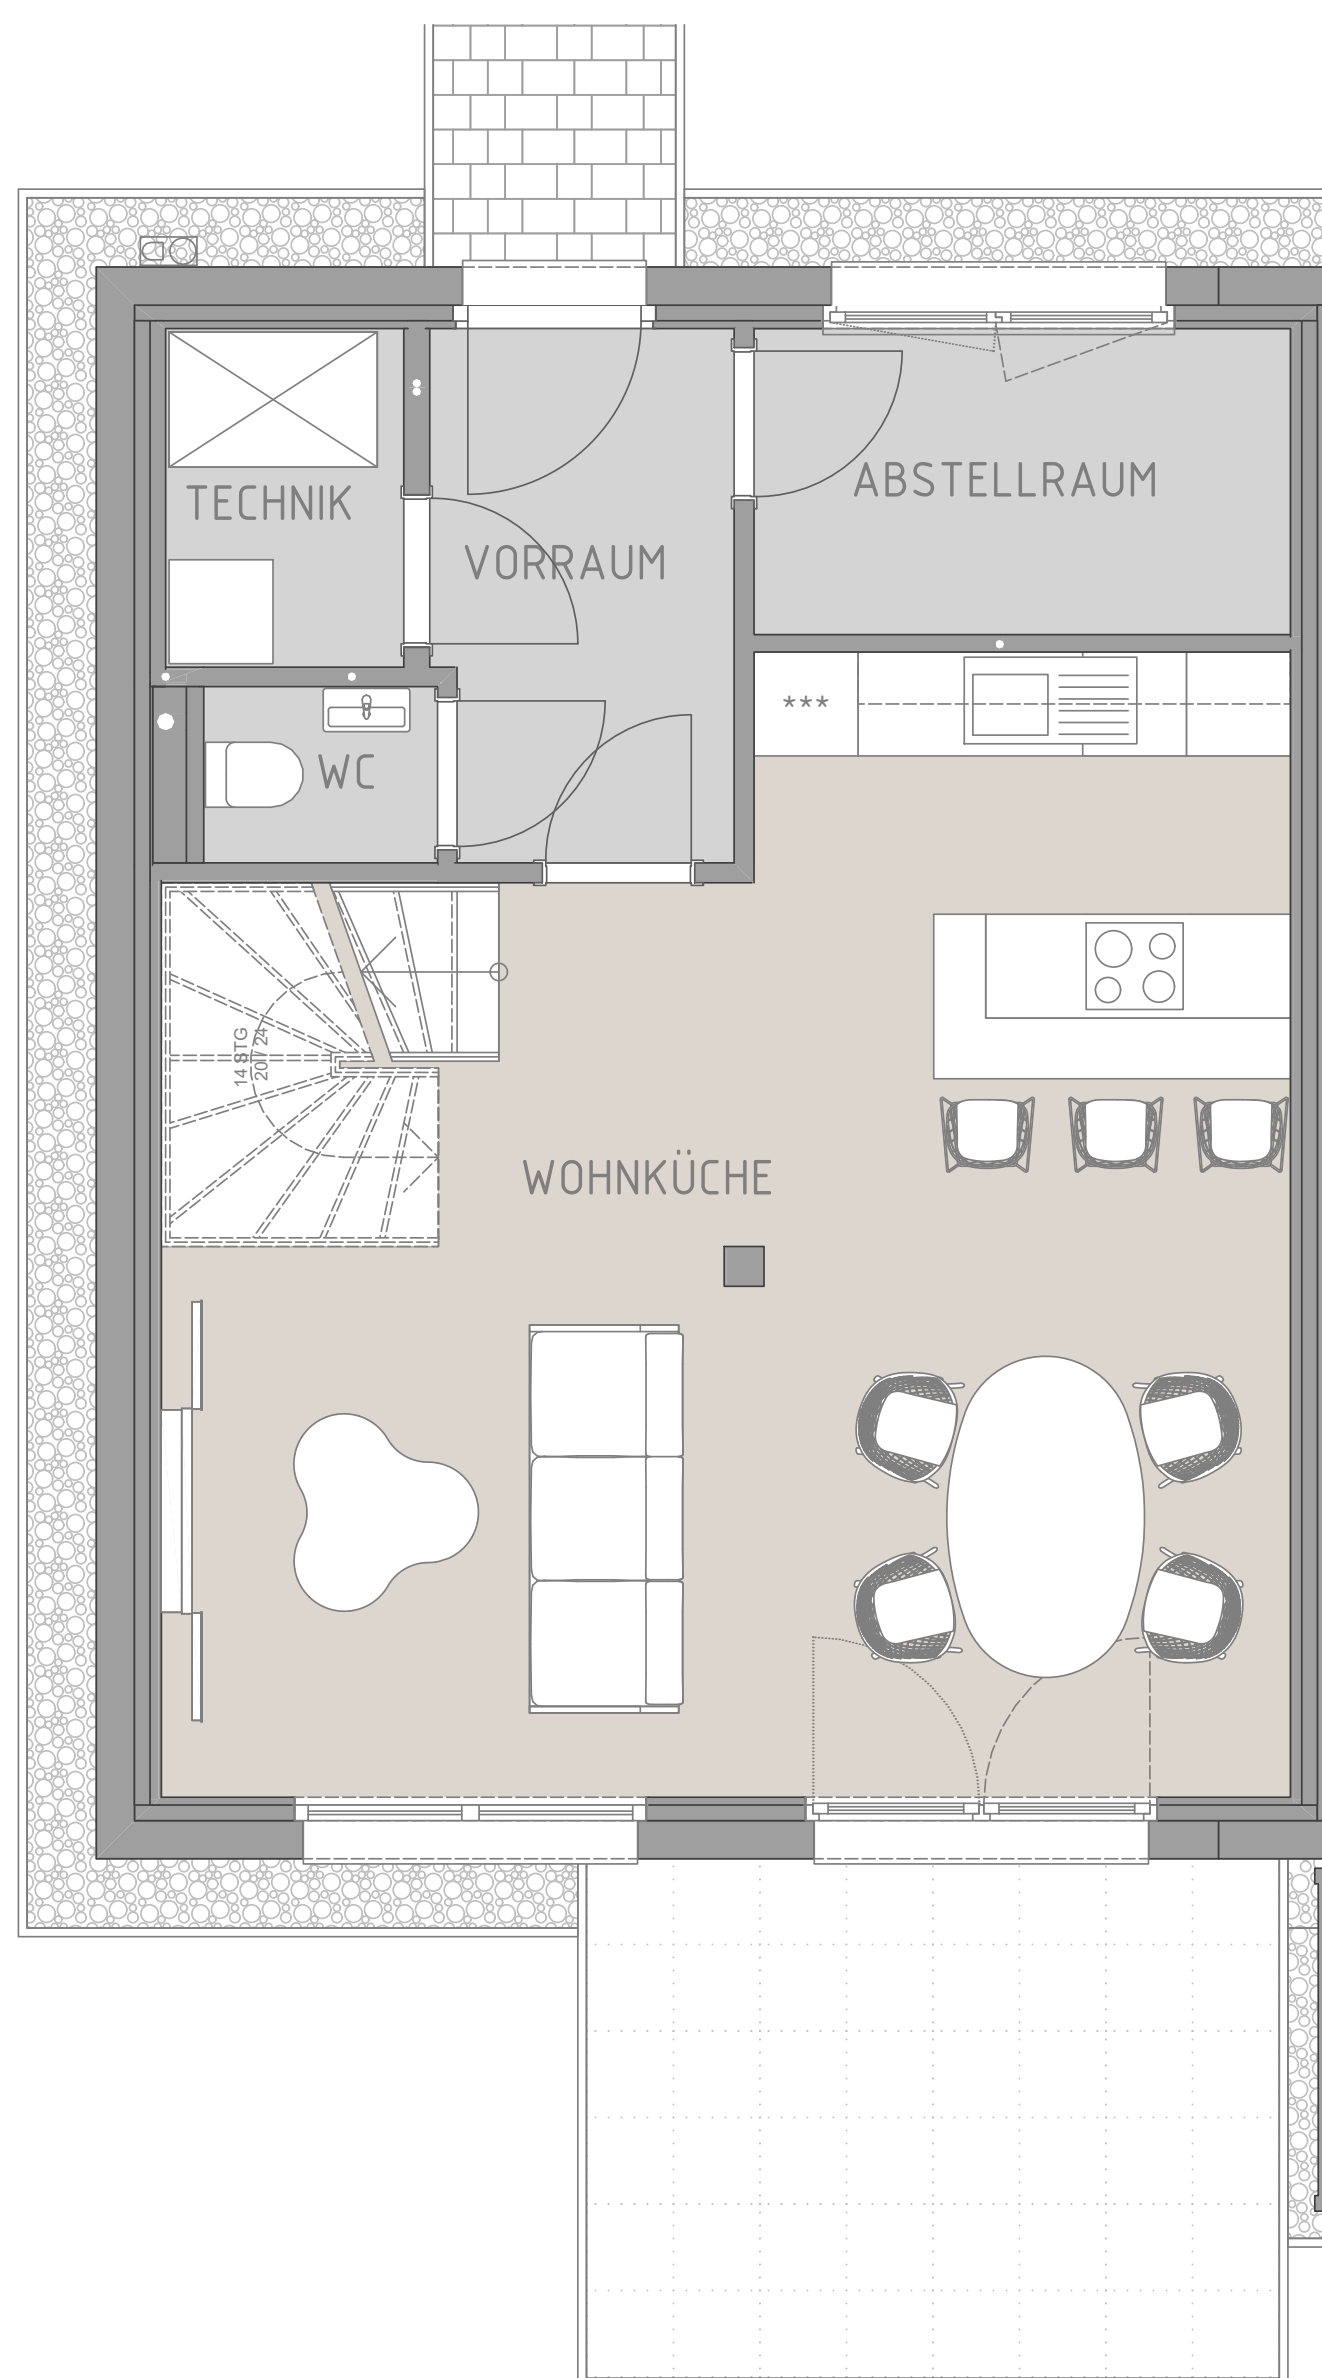 TECHNIK
ABSTELLRAUM
VORRAUM
***
WC
14 STG
20 / 24
WOHNKÜCHE